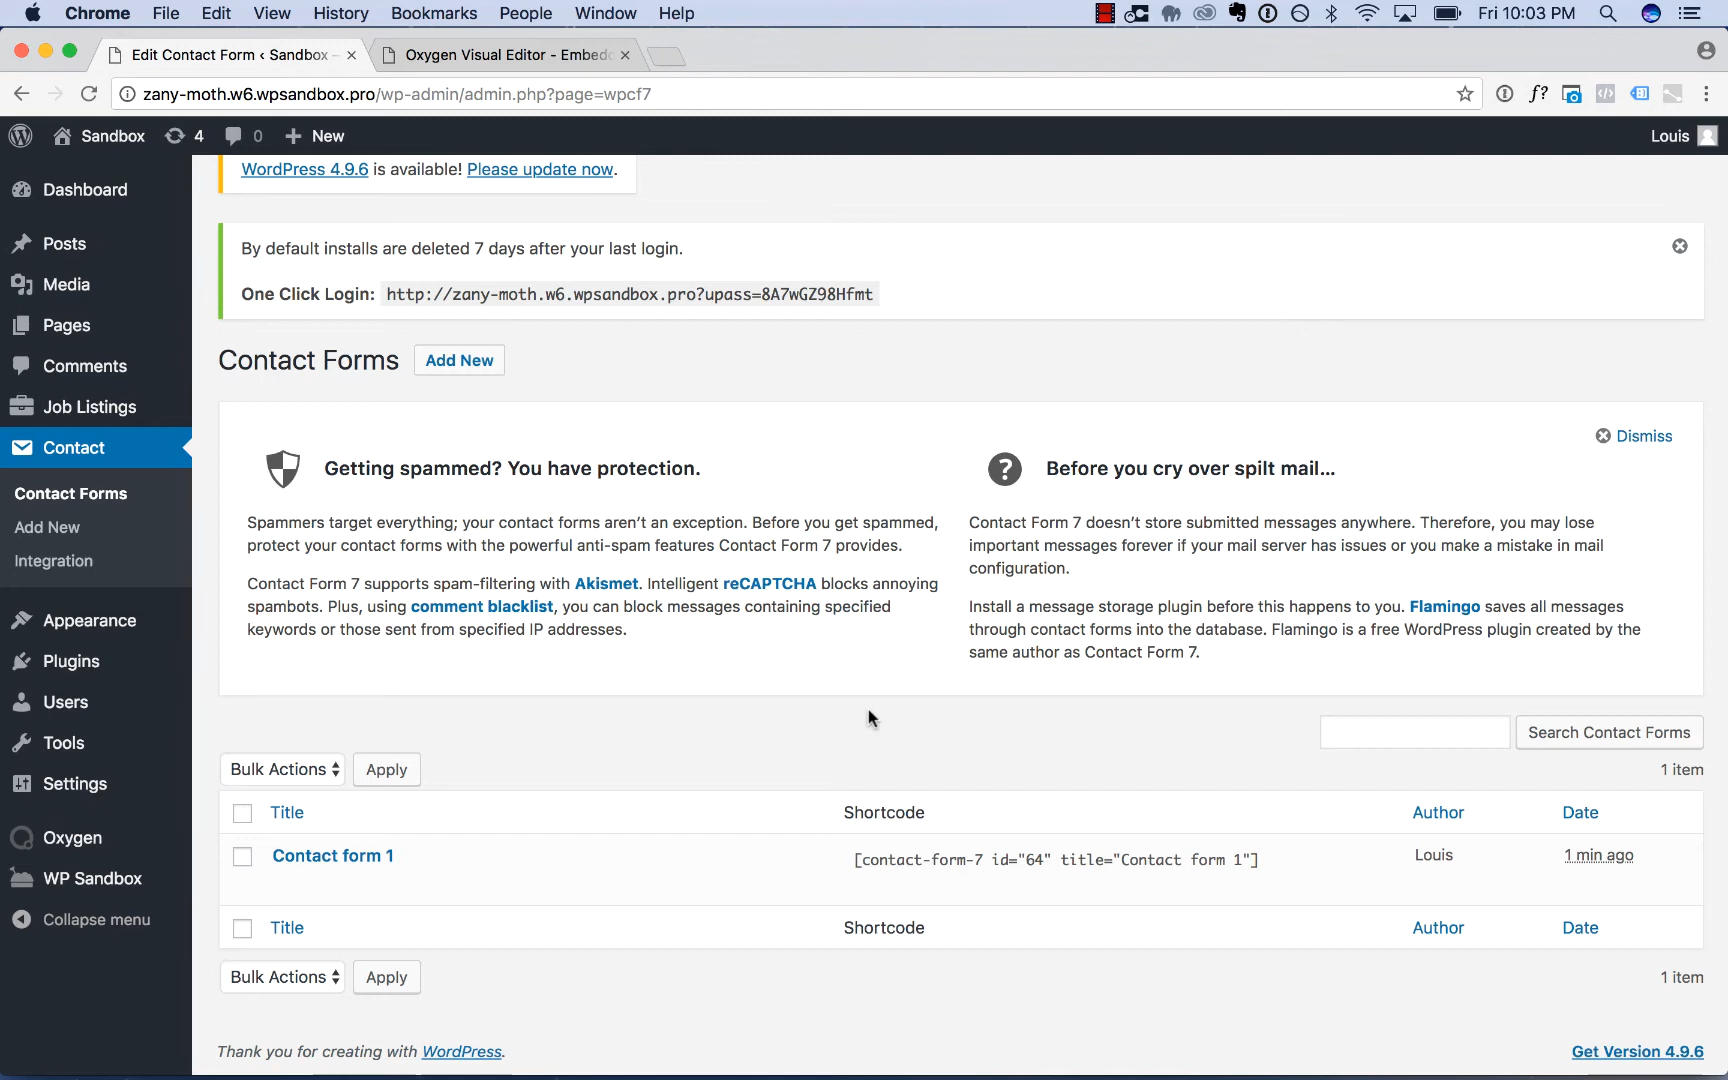 Chrome File Edit View History Bookmarks People Window Help Fri 10:03 PM
Edit Contact Form ‹ Sandbox – Oxygen Visual Editor - Embed
zany-moth.w6.wpsandbox.pro/wp-admin/admin.php?page=wpcf7 f?
Sandbox 4 0 New Louis
Dashboard
Posts
Media
Pages
Comments
Job Listings
Contact
Contact Forms
Add New
Integration
Appearance
Plugins
Users
Tools
Settings
Oxygen
WP Sandbox
Collapse menu
WordPress 4.9.6 is available! Please update now.
By default installs are deleted 7 days after your last login.
One Click Login: http://zany-moth.w6.wpsandbox.pro?upass=8A7wGZ98Hfmt
Contact Forms Add New
Dismiss
Getting spammed? You have protection.
Spammers target everything; your contact forms aren’t an exception. Before you get spammed,
protect your contact forms with the powerful anti-spam features Contact Form 7 provides.
Contact Form 7 supports spam-filtering with Akismet. Intelligent reCAPTCHA blocks annoying
spambots. Plus, using comment blacklist, you can block messages containing specified
keywords or those sent from specified IP addresses.
Before you cry over spilt mail…
Contact Form 7 doesn’t store submitted messages anywhere. Therefore, you may lose
important messages forever if your mail server has issues or you make a mistake in mail
configuration.
Install a message storage plugin before this happens to you. Flamingo saves all messages
through contact forms into the database. Flamingo is a free WordPress plugin created by the
same author as Contact Form 7.
Search Contact Forms
Bulk Actions Apply 1 item
Title Shortcode Author Date
Contact form 1 [contact-form-7 id="64" title="Contact form 1"] Louis 1 min ago
Title Shortcode Author Date
Bulk Actions Apply 1 item
Thank you for creating with WordPress. Get Version 4.9.6